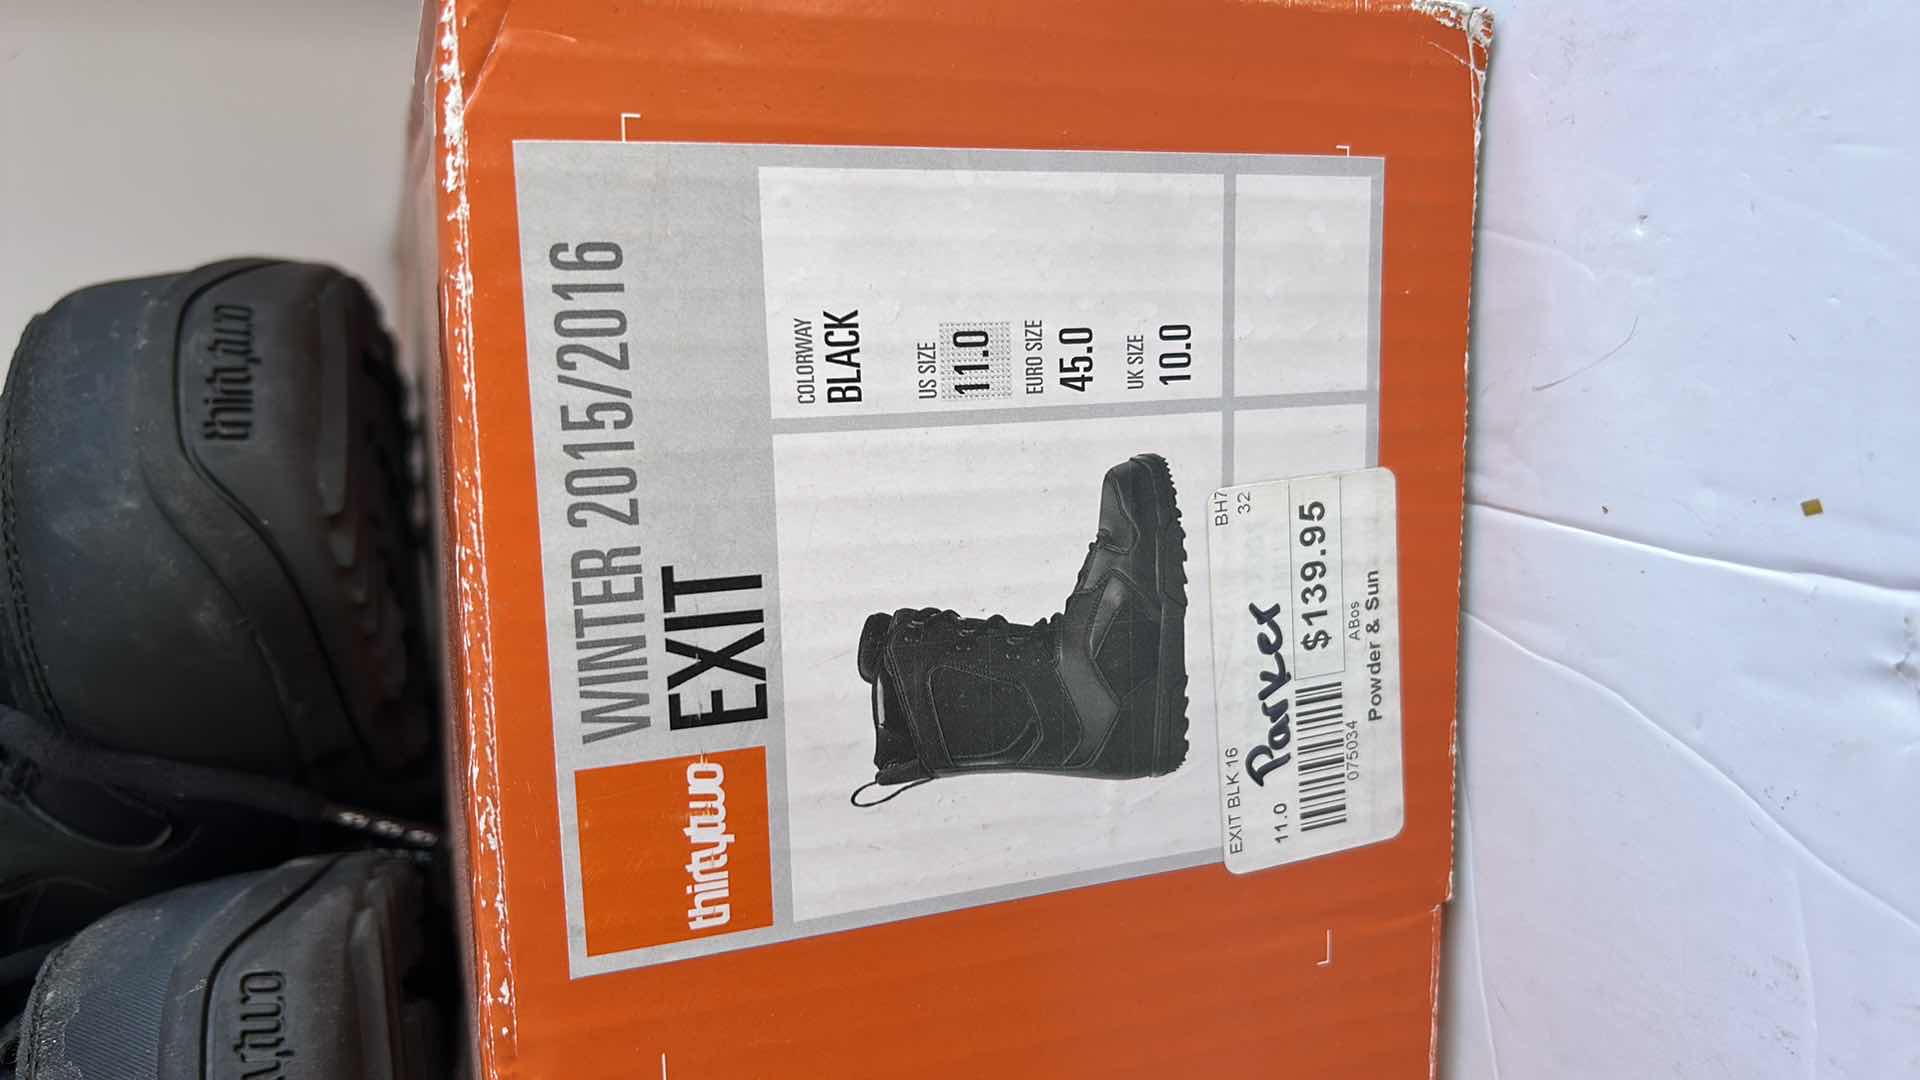 WINTER 2015/2016
thirtytwo
EXIT
COLORWAY
BLACK
US SIZE
11.0
EURO SIZE
45.0
UK SIZE
10.0
EXIT BLK 16 BH7
11.0 Parker 32
$139.95
075034 ABos
Powder & Sun
thirtytwo
thirtytwo